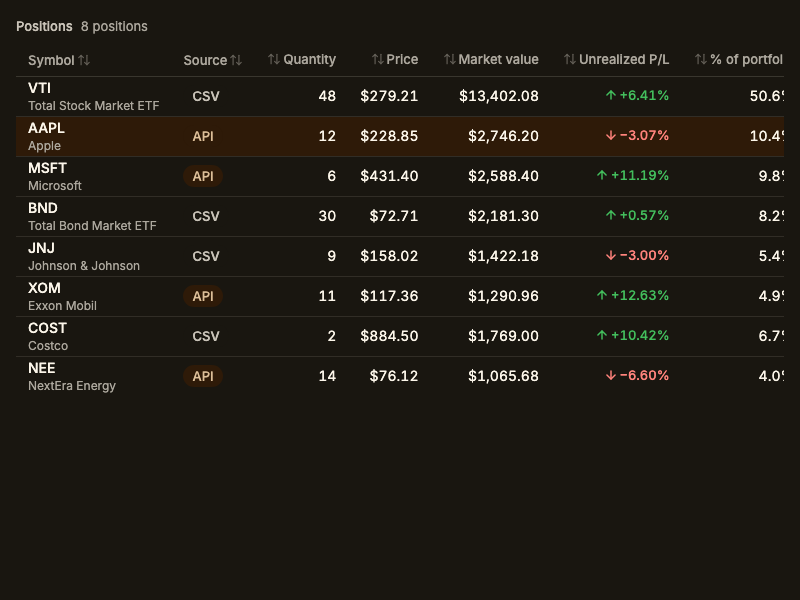 Positions 8 positions
Symbol Source Quantity Price Market value Unrealized P/L % of portfol
VTI
Total Stock Market ETF
CSV 48 $279.21 $13,402.08 ↑ +6.41% 50.6%
AAPL
Apple
API 12 $228.85 $2,746.20 ↓ −3.07% 10.4%
MSFT
Microsoft
API 6 $431.40 $2,588.40 ↑ +11.19% 9.8%
BND
Total Bond Market ETF
CSV 30 $72.71 $2,181.30 ↑ +0.57% 8.2%
JNJ
Johnson & Johnson
CSV 9 $158.02 $1,422.18 ↓ −3.00% 5.4%
XOM
Exxon Mobil
API 11 $117.36 $1,290.96 ↑ +12.63% 4.9%
COST
Costco
CSV 2 $884.50 $1,769.00 ↑ +10.42% 6.7%
NEE
NextEra Energy
API 14 $76.12 $1,065.68 ↓ −6.60% 4.0%